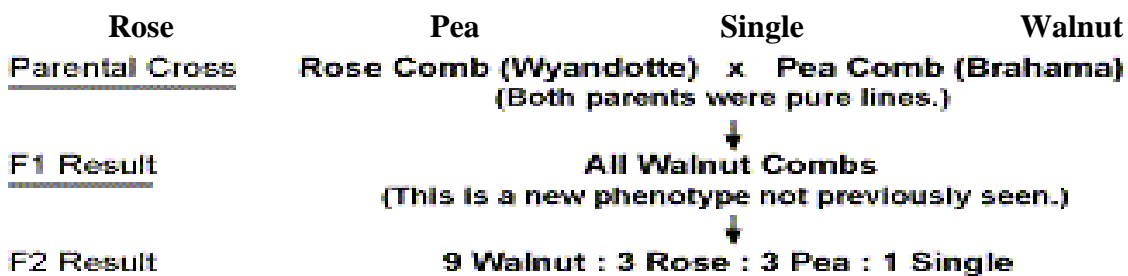 Rose Pea Single Walnut
Parental Cross Rose Comb (Wyandotte) x Pea Comb (Brahama)
(Both parents were pure lines.)
F1 Result All Walnut Combs
(This is a new phenotype not previously seen.)
F2 Result 9 Walnut : 3 Rose : 3 Pea : 1 Single